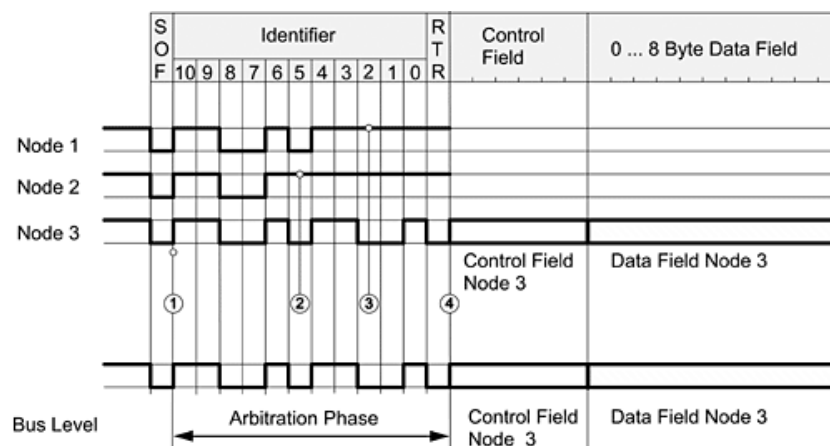 S O F
Identifier
R T R
Control Field
0 ... 8 Byte Data Field
10 9 8 7 6 5 4 3 2 1 0
Node 1
Node 2
Node 3
Control Field Node 3
Data Field Node 3
1 2 3 4
Bus Level
Arbitration Phase
Control Field Node 3
Data Field Node 3